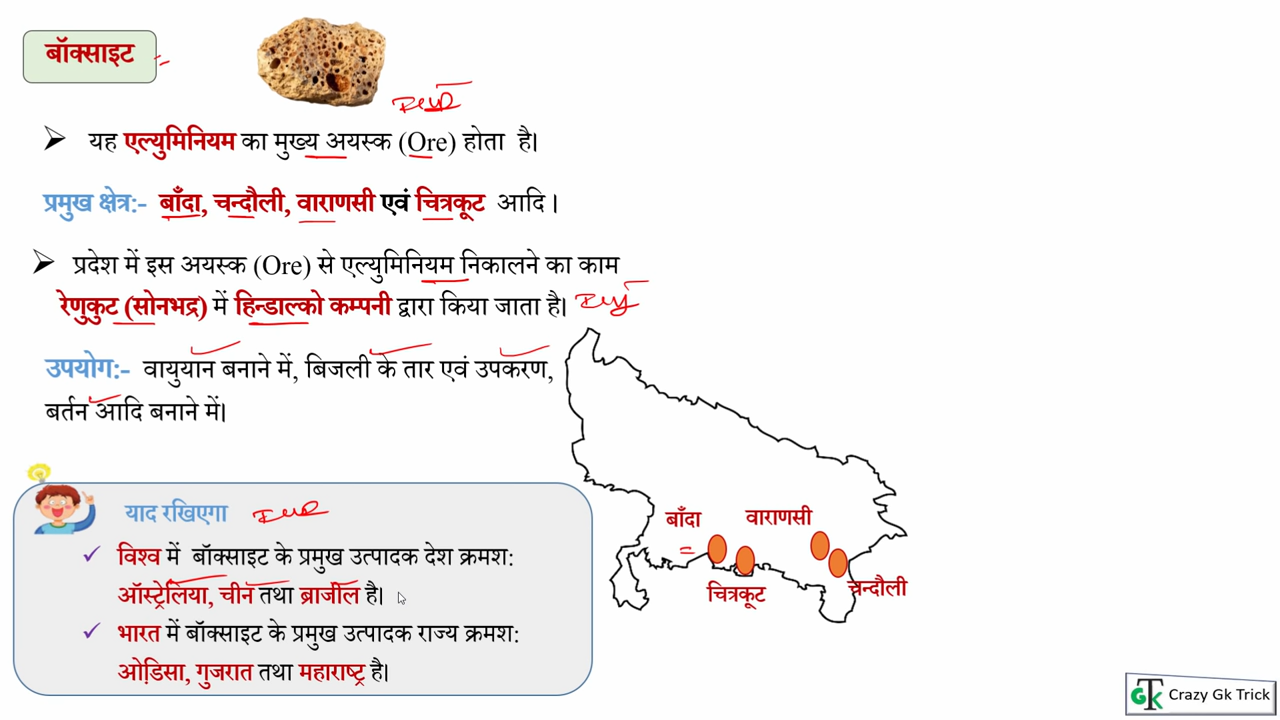 बॉक्साइट
यह एल्युमिनियम का मुख्य अयस्क (Ore) होता है।
प्रमुख क्षेत्र:- बाँदा, चन्दौली, वाराणसी एवं चित्रकूट आदि।
प्रदेश में इस अयस्क (Ore) से एल्युमिनियम निकालने का काम
रेणुकुट (सोनभद्र) में हिन्डाल्को कम्पनी द्वारा किया जाता है।
उपयोग:- वायुयान बनाने में, बिजली के तार एवं उपकरण,
बर्तन आदि बनाने में।
याद रखिएगा
विश्व में बॉक्साइट के प्रमुख उत्पादक देश क्रमश:
ऑस्ट्रेलिया, चीन तथा ब्राजील है।
भारत में बॉक्साइट के प्रमुख उत्पादक राज्य क्रमश:
ओडि़सा, गुजरात तथा महाराष्ट्र है।
बाँदा
वाराणसी
चित्रकूट
चन्दौली
GTK Crazy Gk Trick